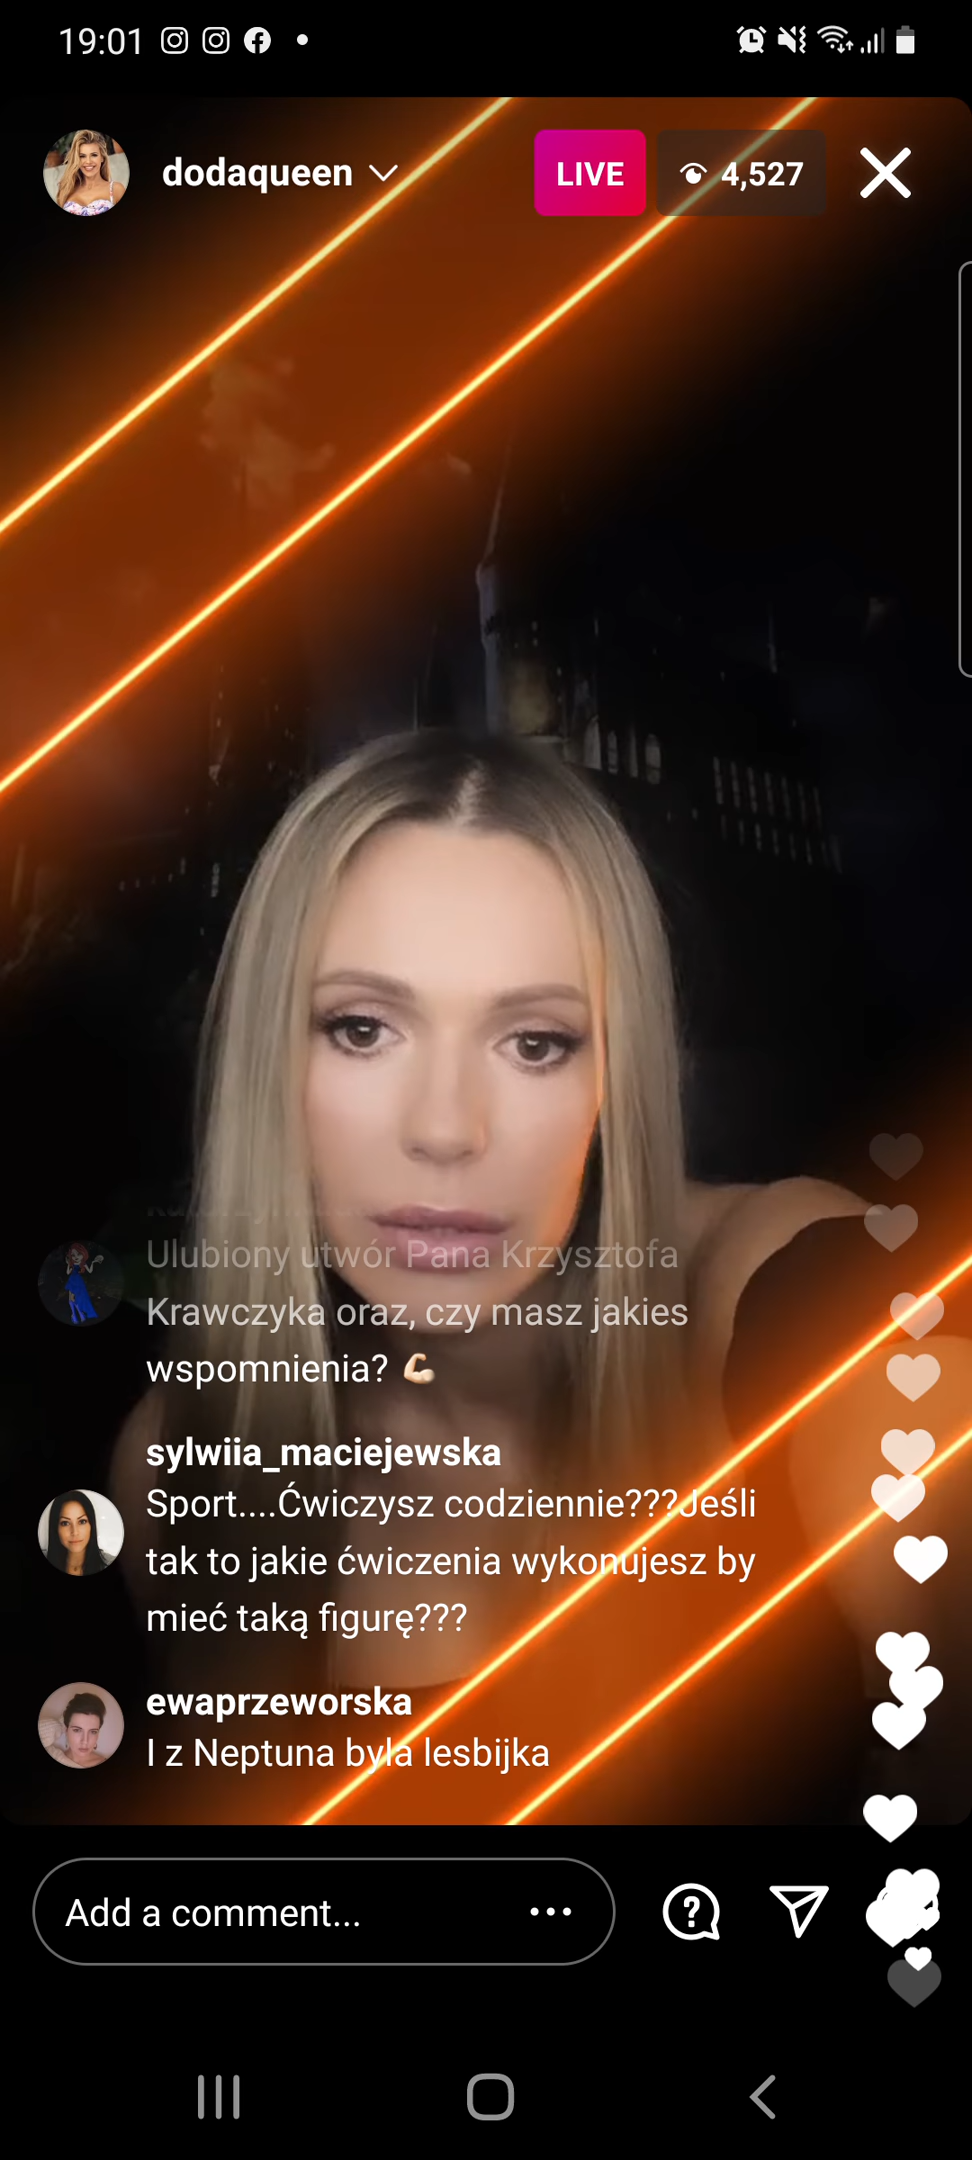 19:01
dodaqueen
LIVE
4,527
Ulubiony utwór Pana Krzysztofa
Krawczyka oraz, czy masz jakies
wspomnienia? 💪🏻
sylwiia_maciejewska
Sport....Ćwiczysz codziennie???Jeśli
tak to jakie ćwiczenia wykonujesz by
mieć taką figurę???
ewaprzeworska
I z Neptuna była lesbijka
Add a comment...